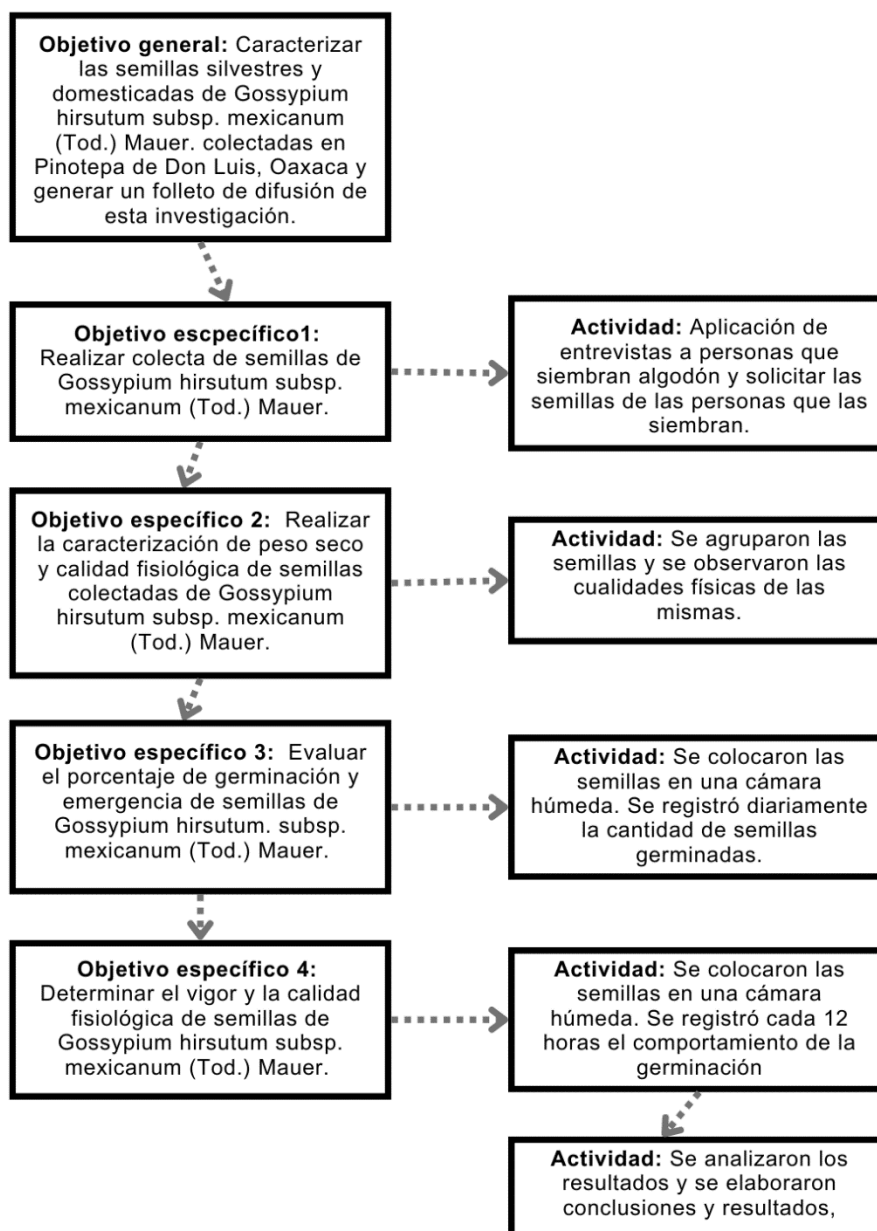 Objetivo general: Caracterizar
las semillas silvestres y
domesticadas de Gossypium
hirsutum subsp. mexicanum
(Tod.) Mauer. colectadas en
Pinotepa de Don Luis, Oaxaca y
generar un folleto de difusión de
esta investigación.
Objetivo escpecífico1:
Realizar colecta de semillas de
Gossypium hirsutum subsp.
mexicanum (Tod.) Mauer.
Actividad: Aplicación de
entrevistas a personas que
siembran algodón y solicitar las
semillas de las personas que las
siembran.
Objetivo específico 2: Realizar
la caracterización de peso seco
y calidad fisiológica de semillas
colectadas de Gossypium
hirsutum subsp. mexicanum
(Tod.) Mauer.
Actividad: Se agruparon las
semillas y se observaron las
cualidades físicas de las
mismas.
Objetivo específico 3: Evaluar
el porcentaje de germinación y
emergencia de semillas de
Gossypium hirsutum. subsp.
mexicanum (Tod.) Mauer.
Actividad: Se colocaron las
semillas en una cámara
húmeda. Se registró diariamente
la cantidad de semillas
germinadas.
Objetivo específico 4:
Determinar el vigor y la calidad
fisiológica de semillas de
Gossypium hirsutum subsp.
mexicanum (Tod.) Mauer.
Actividad: Se colocaron las
semillas en una cámara
húmeda. Se registró cada 12
horas el comportamiento de la
germinación
Actividad: Se analizaron los
resultados y se elaboraron
conclusiones y resultados,